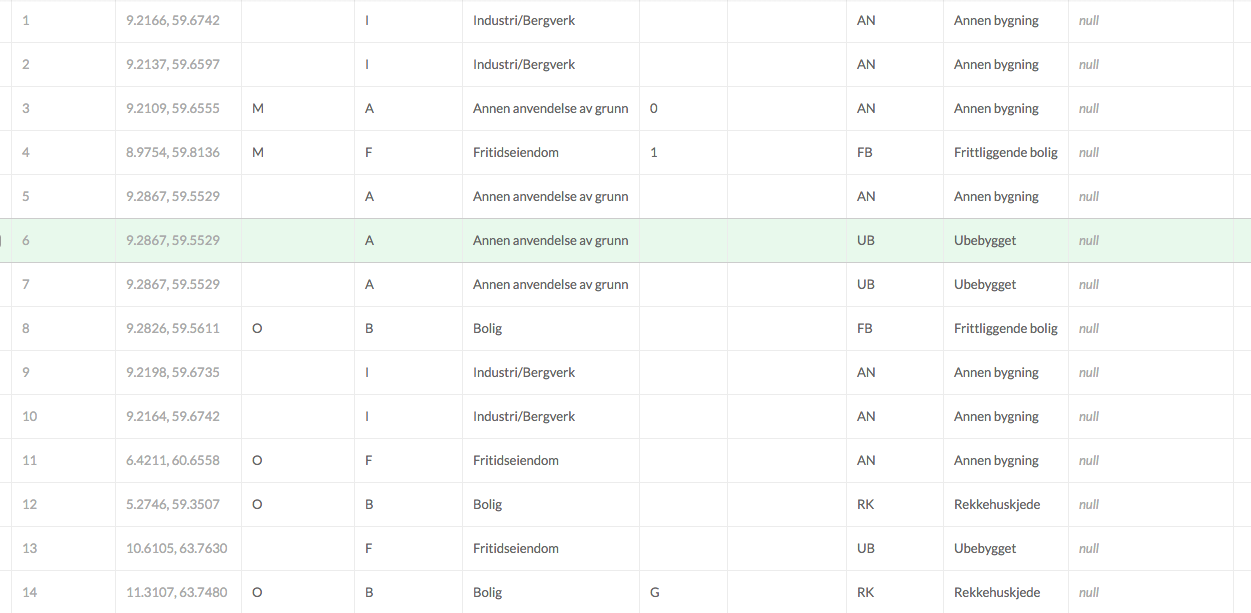 1 9.2166, 59.6742 I Industri/Bergverk AN Annen bygning null
2 9.2137, 59.6597 I Industri/Bergverk AN Annen bygning null
3 9.2109, 59.6555 M A Annen anvendelse av grunn 0 AN Annen bygning null
4 8.9754, 59.8136 M F Fritidseiendom 1 FB Frittliggende bolig null
5 9.2867, 59.5529 A Annen anvendelse av grunn AN Annen bygning null
6 9.2867, 59.5529 A Annen anvendelse av grunn UB Ubebygget null
7 9.2867, 59.5529 A Annen anvendelse av grunn UB Ubebygget null
8 9.2826, 59.5611 O B Bolig FB Frittliggende bolig null
9 9.2198, 59.6735 I Industri/Bergverk AN Annen bygning null
10 9.2164, 59.6742 I Industri/Bergverk AN Annen bygning null
11 6.4211, 60.6558 O F Fritidseiendom AN Annen bygning null
12 5.2746, 59.3507 O B Bolig RK Rekkehuskjede null
13 10.6105, 63.7630 F Fritidseiendom UB Ubebygget null
14 11.3107, 63.7480 O B Bolig G RK Rekkehuskjede null